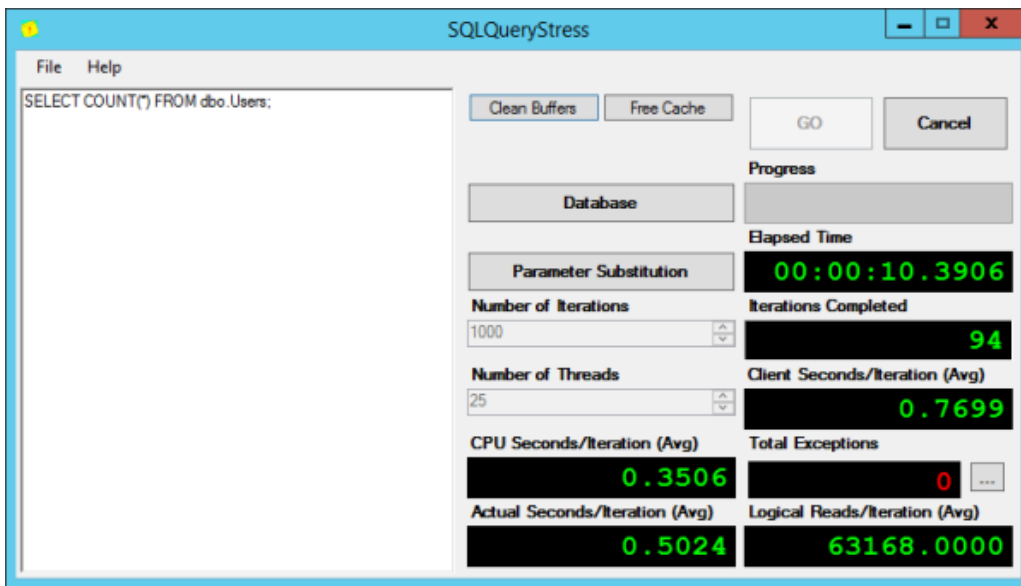 SQLQueryStress
File Help
SELECT COUNT(*) FROM dbo.Users;
Clean Buffers Free Cache
GO Cancel
Progress
Database
Elapsed Time
00:00:10.3906
Parameter Substitution
Number of Iterations Iterations Completed
1000
94
Number of Threads Client Seconds/Iteration (Avg)
25
0.7699
CPU Seconds/Iteration (Avg) Total Exceptions
0.3506 0 ...
Actual Seconds/Iteration (Avg) Logical Reads/Iteration (Avg)
0.5024 63168.0000